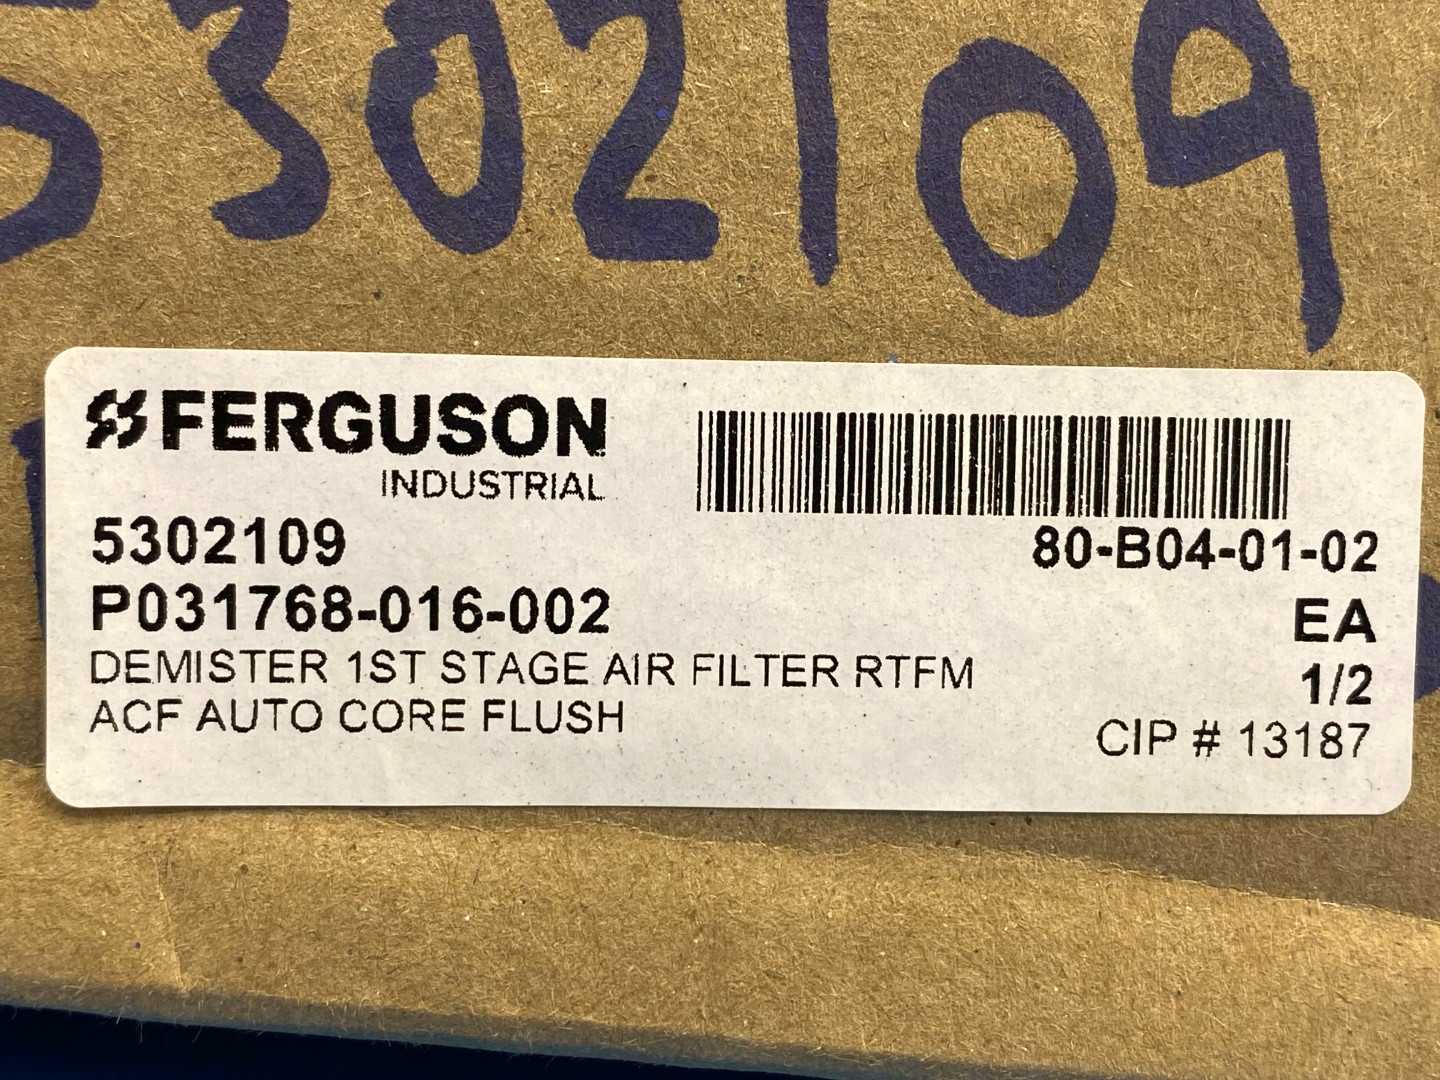 5302109
FERGUSON
INDUSTRIAL
5302109
80-B04-01-02
P031768-016-002
EA
DEMISTER 1ST STAGE AIR FILTER RTFM
1/2
ACF AUTO CORE FLUSH
CIP # 13187